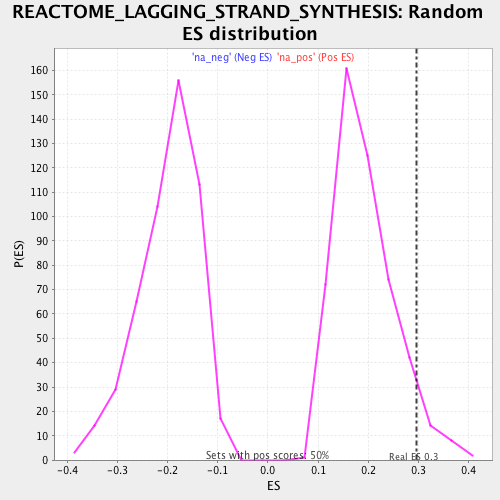 REACTOME_LAGGING_STRAND_SYNTHESIS: Random
ES distribution
'na_neg' (Neg ES) 'na_pos' (Pos ES)
160
150
140
130
120
110
100
90
80
70
60
50
40
30
20
10
0
P(ES)
Sets with pos scores: 50%
Real ES 0.3
-0.4 -0.3 -0.2 -0.1 0.0 0.1 0.2 0.3 0.4
ES